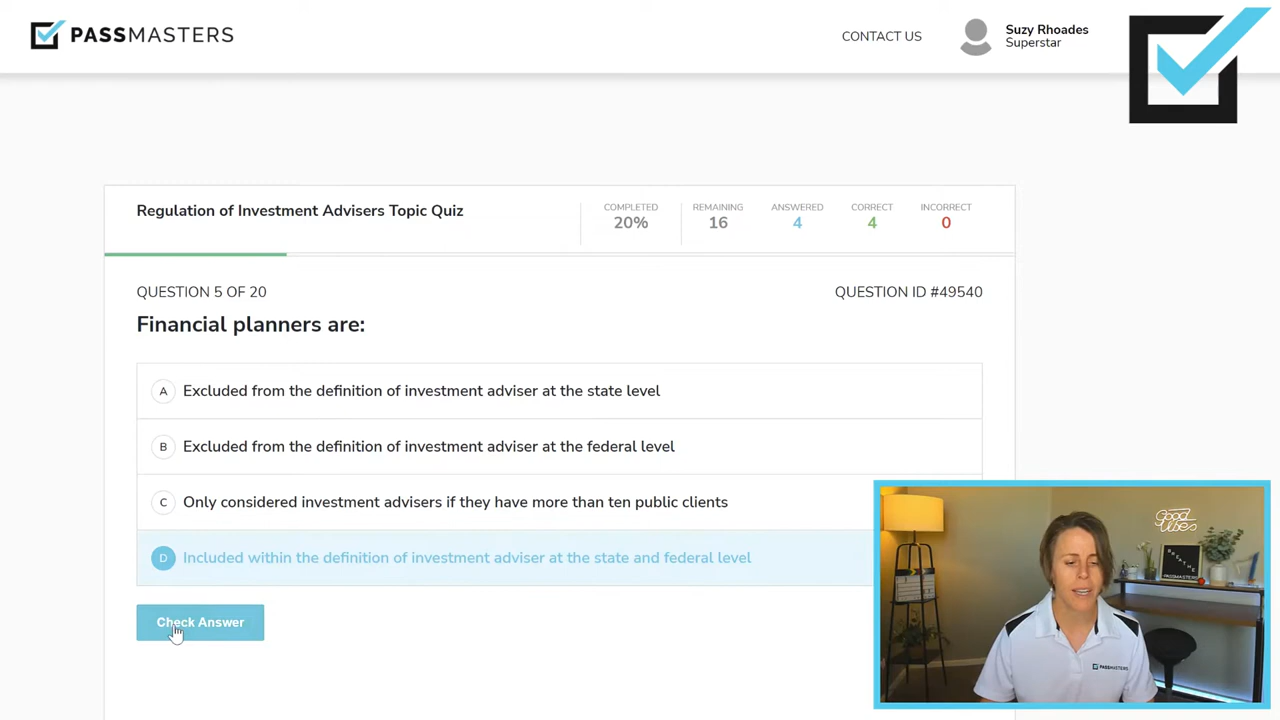 PASSMASTERS
CONTACT US
Suzy Rhoades
Superstar
Regulation of Investment Advisers Topic Quiz
COMPLETED
20%
REMAINING
16
ANSWERED
4
CORRECT
4
INCORRECT
0
QUESTION 5 OF 20
QUESTION ID #49540
Financial planners are:
A Excluded from the definition of investment adviser at the state level
B Excluded from the definition of investment adviser at the federal level
C Only considered investment advisers if they have more than ten public clients
D Included within the definition of investment adviser at the state and federal level
Check Answer
Good
Vibes
BREATHE
PASSMASTERS
PASSMASTERS